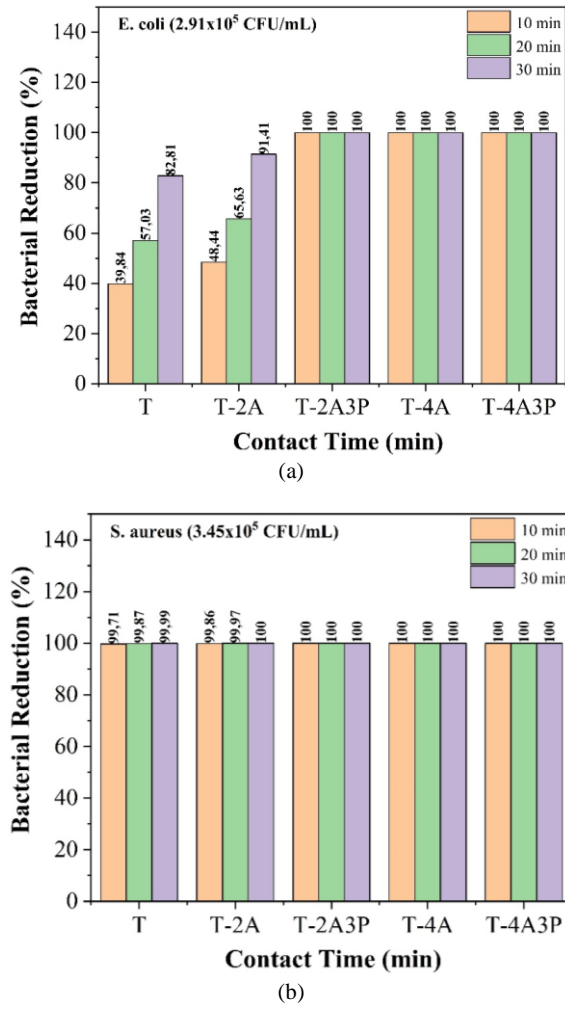 E. coli (2.91x10⁵ CFU/mL)
10 min
20 min
30 min
Bacterial Reduction (%)
140
120
100
80
60
40
20
0
39,84
57,03
82,81
48,44
65,63
91,41
100
100
100
100
100
100
100
100
100
T
T-2A
T-2A3P
T-4A
T-4A3P
Contact Time (min)
(a)
S. aureus (3.45x10⁵ CFU/mL)
10 min
20 min
30 min
Bacterial Reduction (%)
140
120
100
80
60
40
20
0
99,71
99,87
99,99
99,86
99,97
100
100
100
100
100
100
100
100
100
100
T
T-2A
T-2A3P
T-4A
T-4A3P
Contact Time (min)
(b)